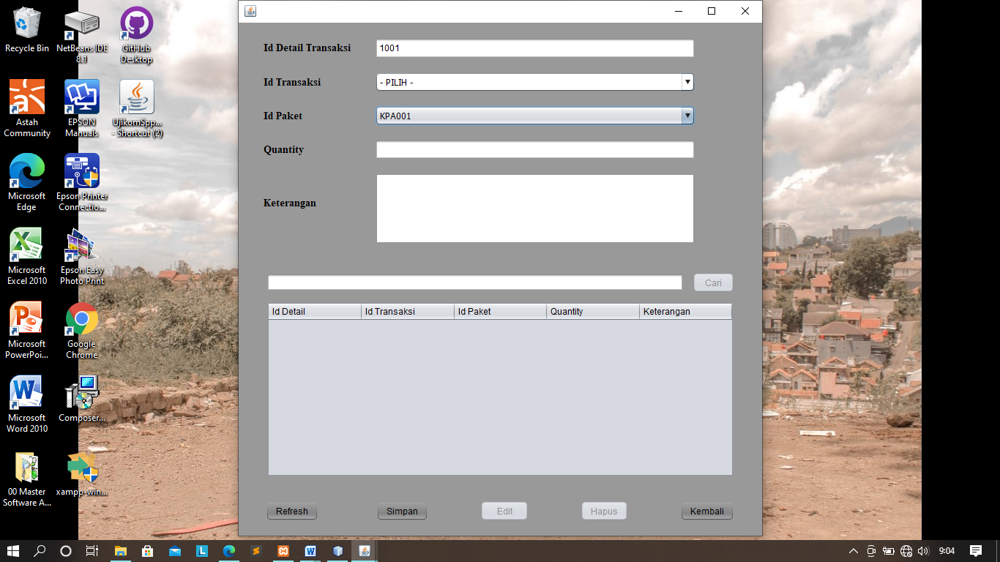 Recycle Bin
NetBeans IDE
8.1
GitHub
Desktop
Astah
Community
EPSON
Manuals
UjikomSpp...
- Shortcut (2)
Microsoft
Edge
Epson Printer
Connectio...
Microsoft
Excel 2010
Epson Easy
Photo Print
Microsoft
PowerPoi...
Google
Chrome
Microsoft
Word 2010
Composer...
00 Master
Software A...
xampp-win...
Id Detail Transaksi
1001
Id Transaksi
- PILIH -
Id Paket
KPA001
Quantity
Keterangan
Cari
Id Detail Id Transaksi Id Paket Quantity Keterangan
Refresh Simpan Edit Hapus Kembali
9:04